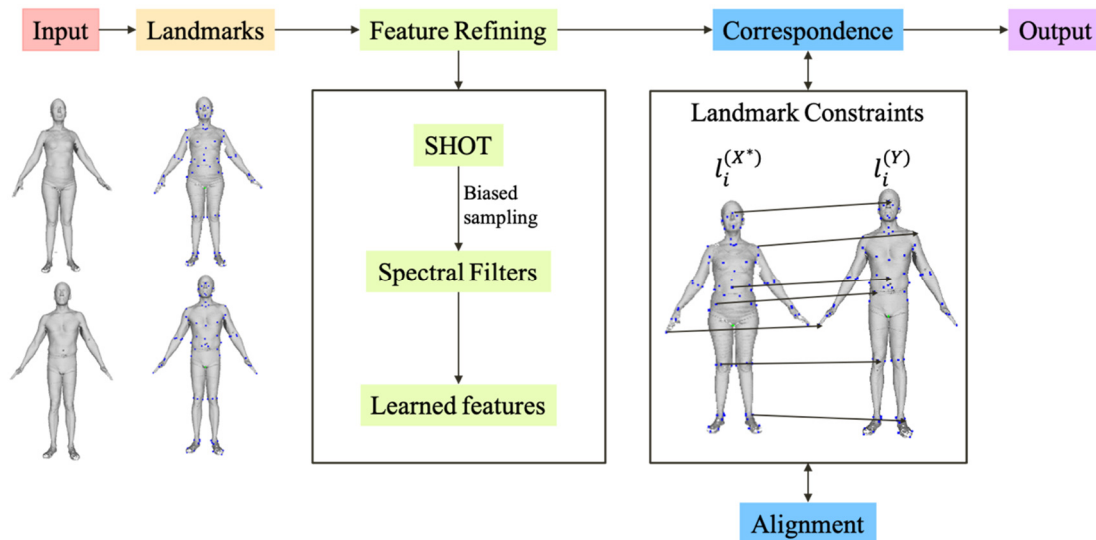 Input
Landmarks
Feature Refining
Correspondence
Output
SHOT
Biased
sampling
Spectral Filters
Learned features
Landmark Constraints
l_i^{(X*)}
l_i^{(Y)}
Alignment